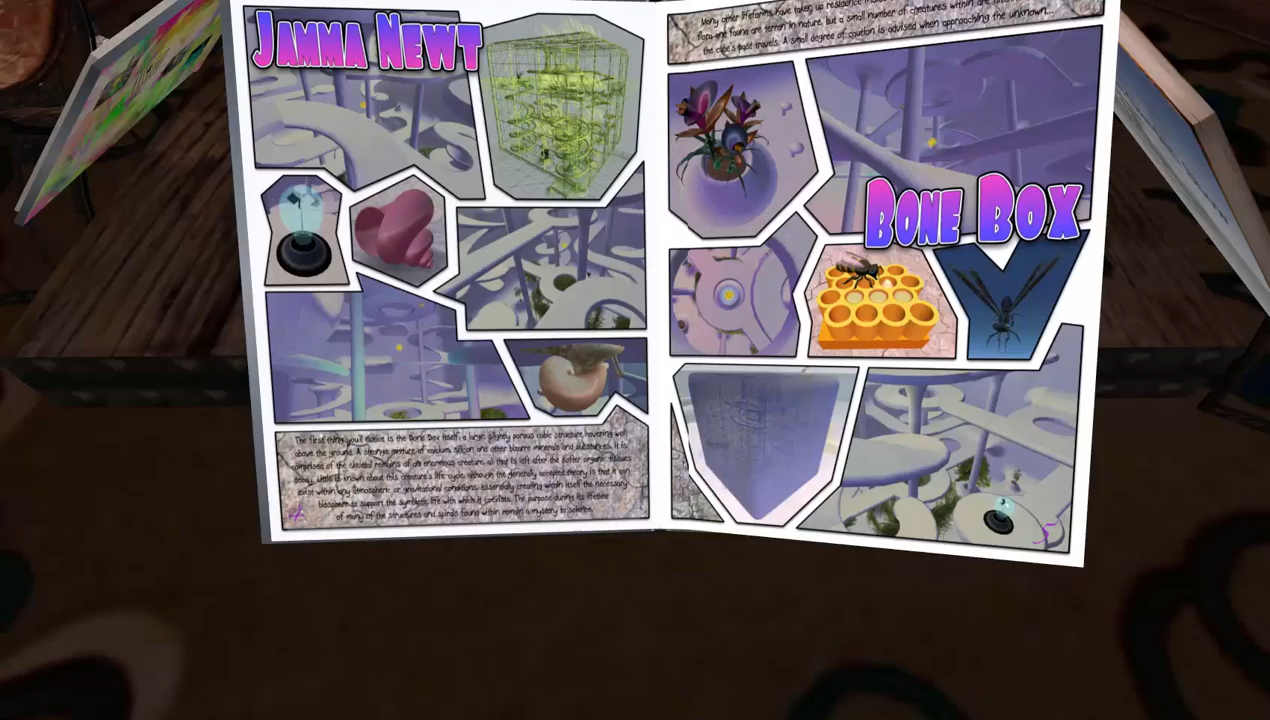 JAMMA NEWT
The first thing you'll notice is the Bone Box itself, a large, slightly porous cubic structure hovering well
above the ground. A strange mixture of calcium, silicon and other bizarre minerals and substances. It is
comprised of the skeletal remains of an enormous creature, all that is left after the softer organic tissues
decay. Little is known about this creature's life cycle, although the generally accepted theory is that it can
exist within any atmospheric or gravitational conditions, essentially creating within itself the necessary
biosphere to support the symbiotic life with which it coexists. The purpose during its lifetime
of many of the structures and spirals found within remain a mystery to science.
4
Many other lifeforms have taken up residence
flora and fauna are terran in nature, but a small number of creatures within are
the cube's past travels. A small degree of caution is advised when approaching the unknown...
BONE BOX
5